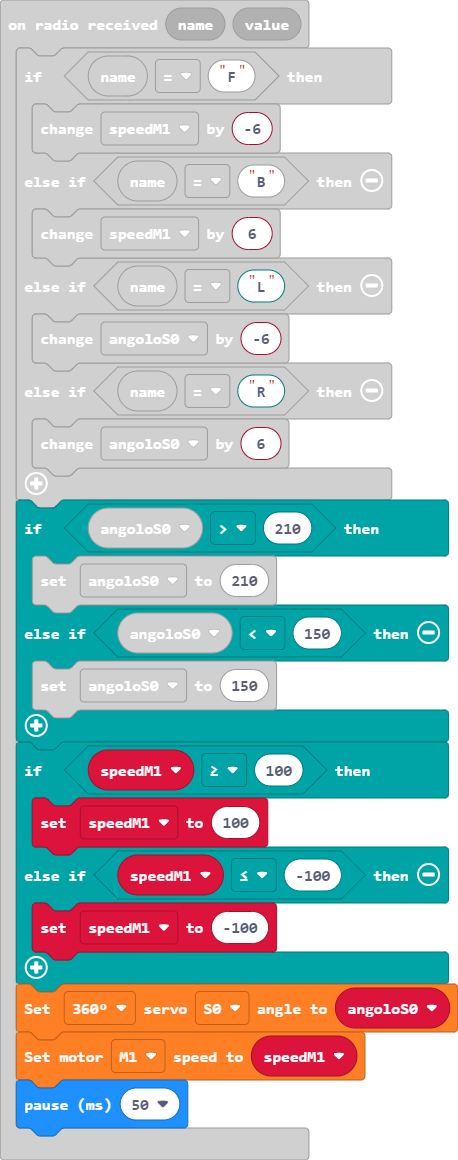 on radio received name value
if name = "F" then
change speedM1 by -6
else if name = "B" then
change speedM1 by 6
else if name = "L" then
change angoloS0 by -6
else if name = "R" then
change angoloS0 by 6
if angoloS0 > 210 then
set angoloS0 to 210
else if angoloS0 < 150 then
set angoloS0 to 150
if speedM1 ≥ 100 then
set speedM1 to 100
else if speedM1 ≤ -100 then
set speedM1 to -100
Set 360º servo S0 angle to angoloS0
Set motor M1 speed to speedM1
pause (ms) 50